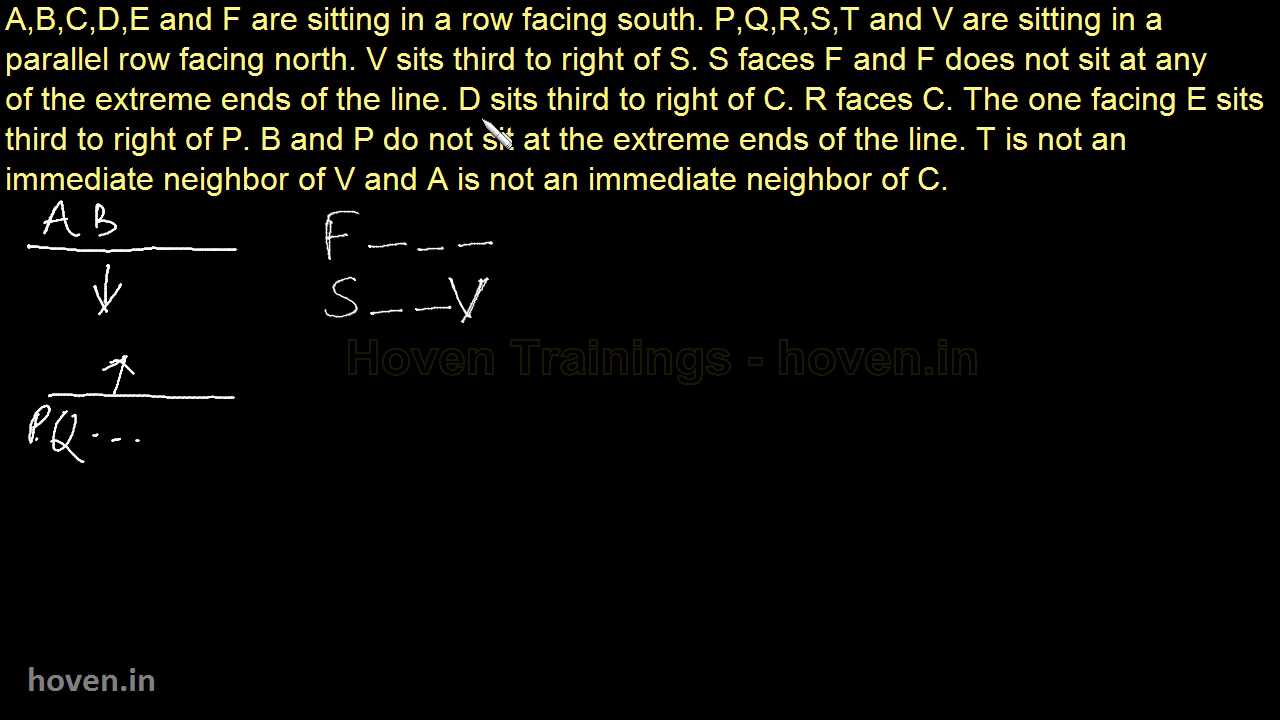 A,B,C,D,E and F are sitting in a row facing south. P,Q,R,S,T and V are sitting in a
parallel row facing north. V sits third to right of S. S faces F and F does not sit at any
of the extreme ends of the line. D sits third to right of C. R faces C. The one facing E sits
third to right of P. B and P do not sit at the extreme ends of the line. T is not an
immediate neighbor of V and A is not an immediate neighbor of C.
A B
F _ _ _
S _ _ V
Hoven Trainings - hoven.in
P.Q...
hoven.in